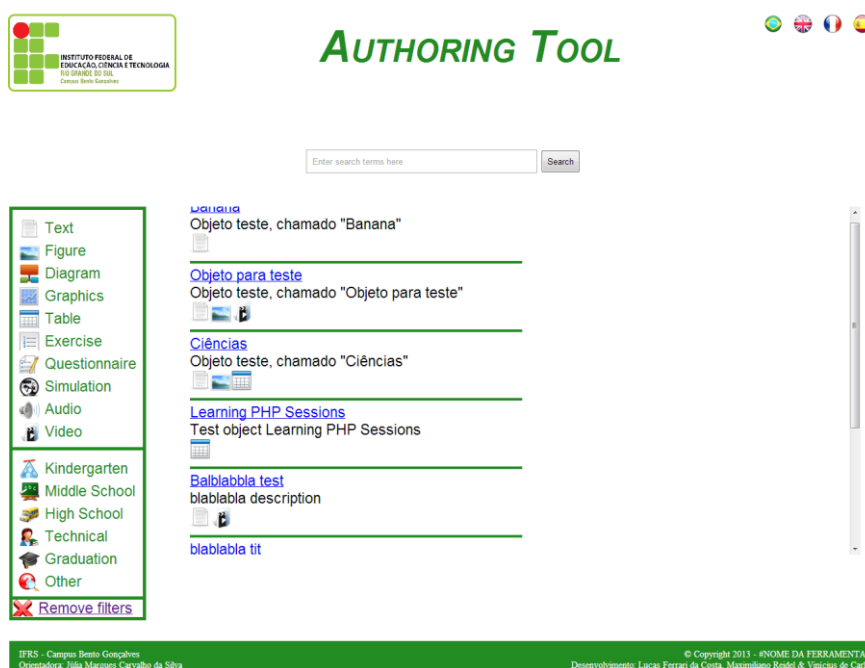 INSTITUTO FEDERAL DE
EDUCAÇÃO, CIÊNCIA E TECNOLOGIA
RIO GRANDE DO SUL
Campus Bento Gonçalves
AUTHORING TOOL
Enter search terms here
Search
Text
Figure
Diagram
Graphics
Table
Exercise
Questionnaire
Simulation
Audio
Video
Kindergarten
Middle School
High School
Technical
Graduation
Other
Remove filters
Banana
Objeto teste, chamado "Banana"
Objeto para teste
Objeto teste, chamado "Objeto para teste"
Ciências
Objeto teste, chamado "Ciências"
Learning PHP Sessions
Test object Learning PHP Sessions
Balblabbla test
blablabla description
blablabla tit
IFRS - Campus Bento Gonçalves
Orientadora: Júlia Marques Carvalho da Silva
© Copyright 2013 - #NOME DA FERRAMENTA
Desenvolvimento: Lucas Ferrari da Costa, Maximiliano Reidel & Vinicius de